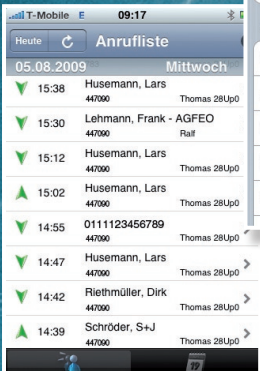 T-Mobile E 09:17
Heute Anrufliste
05.08.2009 Mittwoch
15:38 Husemann, Lars
447090 Thomas 28Up0
15:30 Lehmann, Frank - AGFEO
447090 Ralf
15:12 Husemann, Lars
447090 Thomas 28Up0
15:02 Husemann, Lars
447090 Thomas 28Up0
14:55 0111123456789
447090 Thomas 28Up0
14:47 Husemann, Lars
447090 Thomas 28Up0
14:42 Riethmüller, Dirk
447090 Thomas 28Up0
14:39 Schröder, S+J
447090 Thomas 28Up0
19